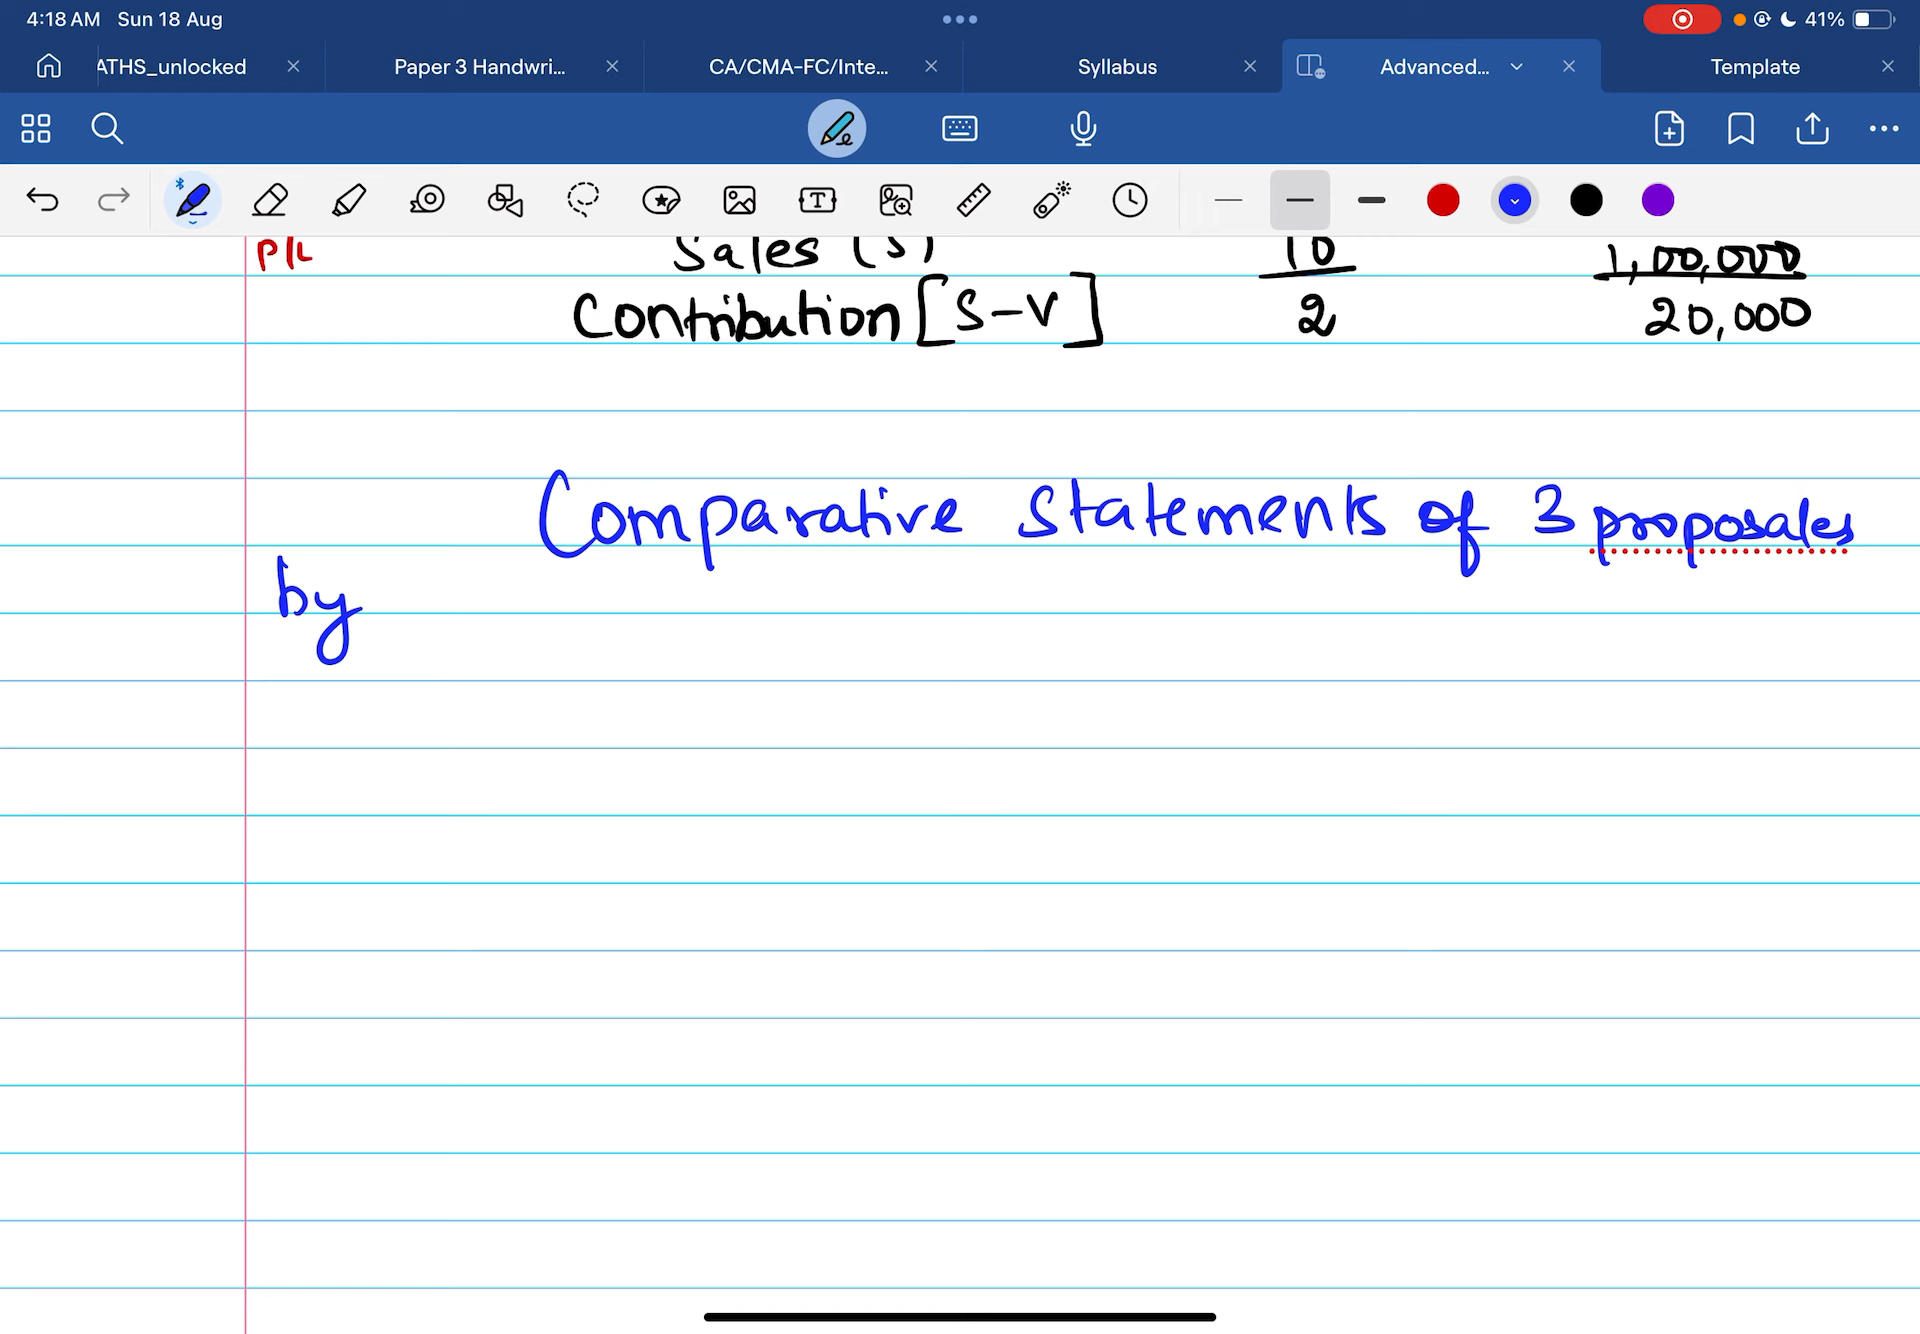 4:18 AM Sun 18 Aug
41%
ATHS_unlocked
Paper 3 Handwri...
CA/CMA-FC/Inte...
Syllabus
Advanced...
Template
P/L Sales (S) 10 1,00,000
Contribution [S-V] 2 20,000
Comparative Statements of 3 proposales
by